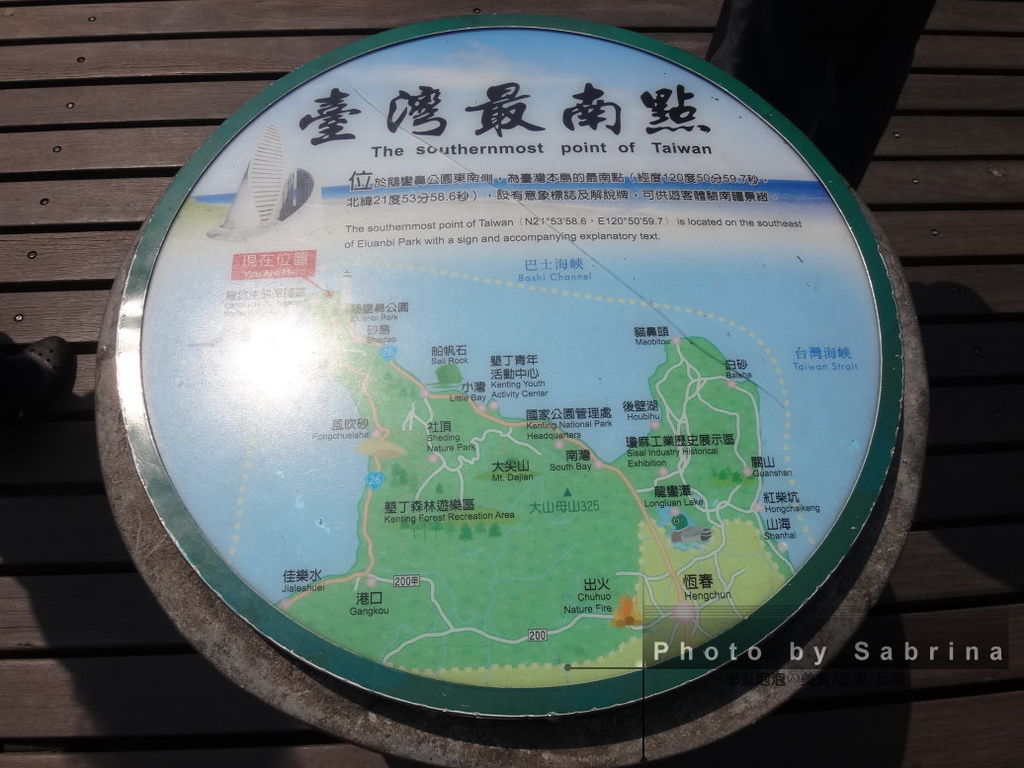 臺灣最南點
The southernmost point of Taiwan
位於鵝鑾鼻公園東南側，為臺灣本島的最南點（經度120度50分59.7秒，
北緯21度53分58.6秒），設有意象標誌及解說牌，可供遊客體驗南疆景緻。
The southernmost point of Taiwan（N21°53'58.6，E120°50'59.7）is located on the southeast
of Eluanbi Park with a sign and accompanying explanatory text.
現在位置
You Are Here
巴士海峽
Bashi Channel
鵝鑾鼻公園
Eluanbi Park
砂島
Shadao
26
船帆石
Sail Rock
墾丁青年
活動中心
Kenting Youth
Activity Center
小灣
Little Bay
貓鼻頭
Maobitou
白砂
Baisha
台灣海峽
Taiwan Strait
風吹砂
Fongchueisha
社頂
Sheding
Nature Park
國家公園管理處
Kenting National Park
Headquarters
後壁湖
Houbihu
瓊麻工業歷史展示區
Sisal Industry Historical
Exhibition
南灣
South Bay
大尖山
Mt. Dajian
關山
Guanshan
26
墾丁森林遊樂區
Kenting Forest Recreation Area
大山母山325
龍鑾潭
Longluan Lake
紅柴坑
Hongchaikeng
山海
Shanhai
佳樂水
Jialeshuei
港口
Gangkou
200甲
出火
Chuhuo
Nature Fire
恆春
Hengchun
200
Photo by Sabrina